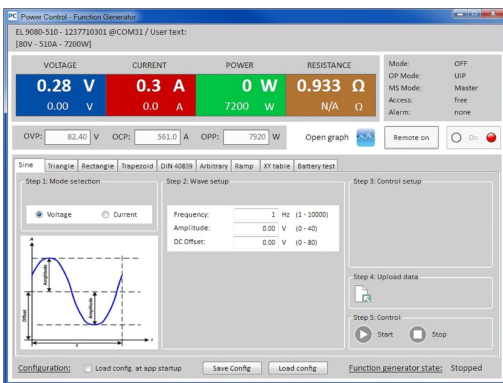 PC Power Control - Function Generator
EL 9080-510 - 1237710301 @COM31 / User text:
[80V - 510A - 7200W]
VOLTAGE CURRENT POWER RESISTANCE
0.28 V 0.3 A 0 W 0.933 Ω
0.00 V 0.0 A 7200 W N/A Ω
Mode: OFF
OP Mode: UIP
MS Mode: Master
Access: free
Alarm: none
OVP: 82.40 V OCP: 561.0 A OPP: 7920 W Open graph Remote on On
Sine Triangle Rectangle Trapezoid DIN 40839 Arbitrary Ramp XY table Battery test
Step 1: Mode selection
Voltage Current
A
Amplitude
Amplitude
Offset
t
Step 2: Wave setup
Frequency: 1 Hz (1 - 10000)
Amplitude: 0.00 V (0 - 40)
DC Offset: 0.00 V (0 - 80)
Step 3: Control setup
Step 4: Upload data
Step 5: Control
Start Stop
Configuration: Load config. at app startup Save Config Load config Function generator state: Stopped